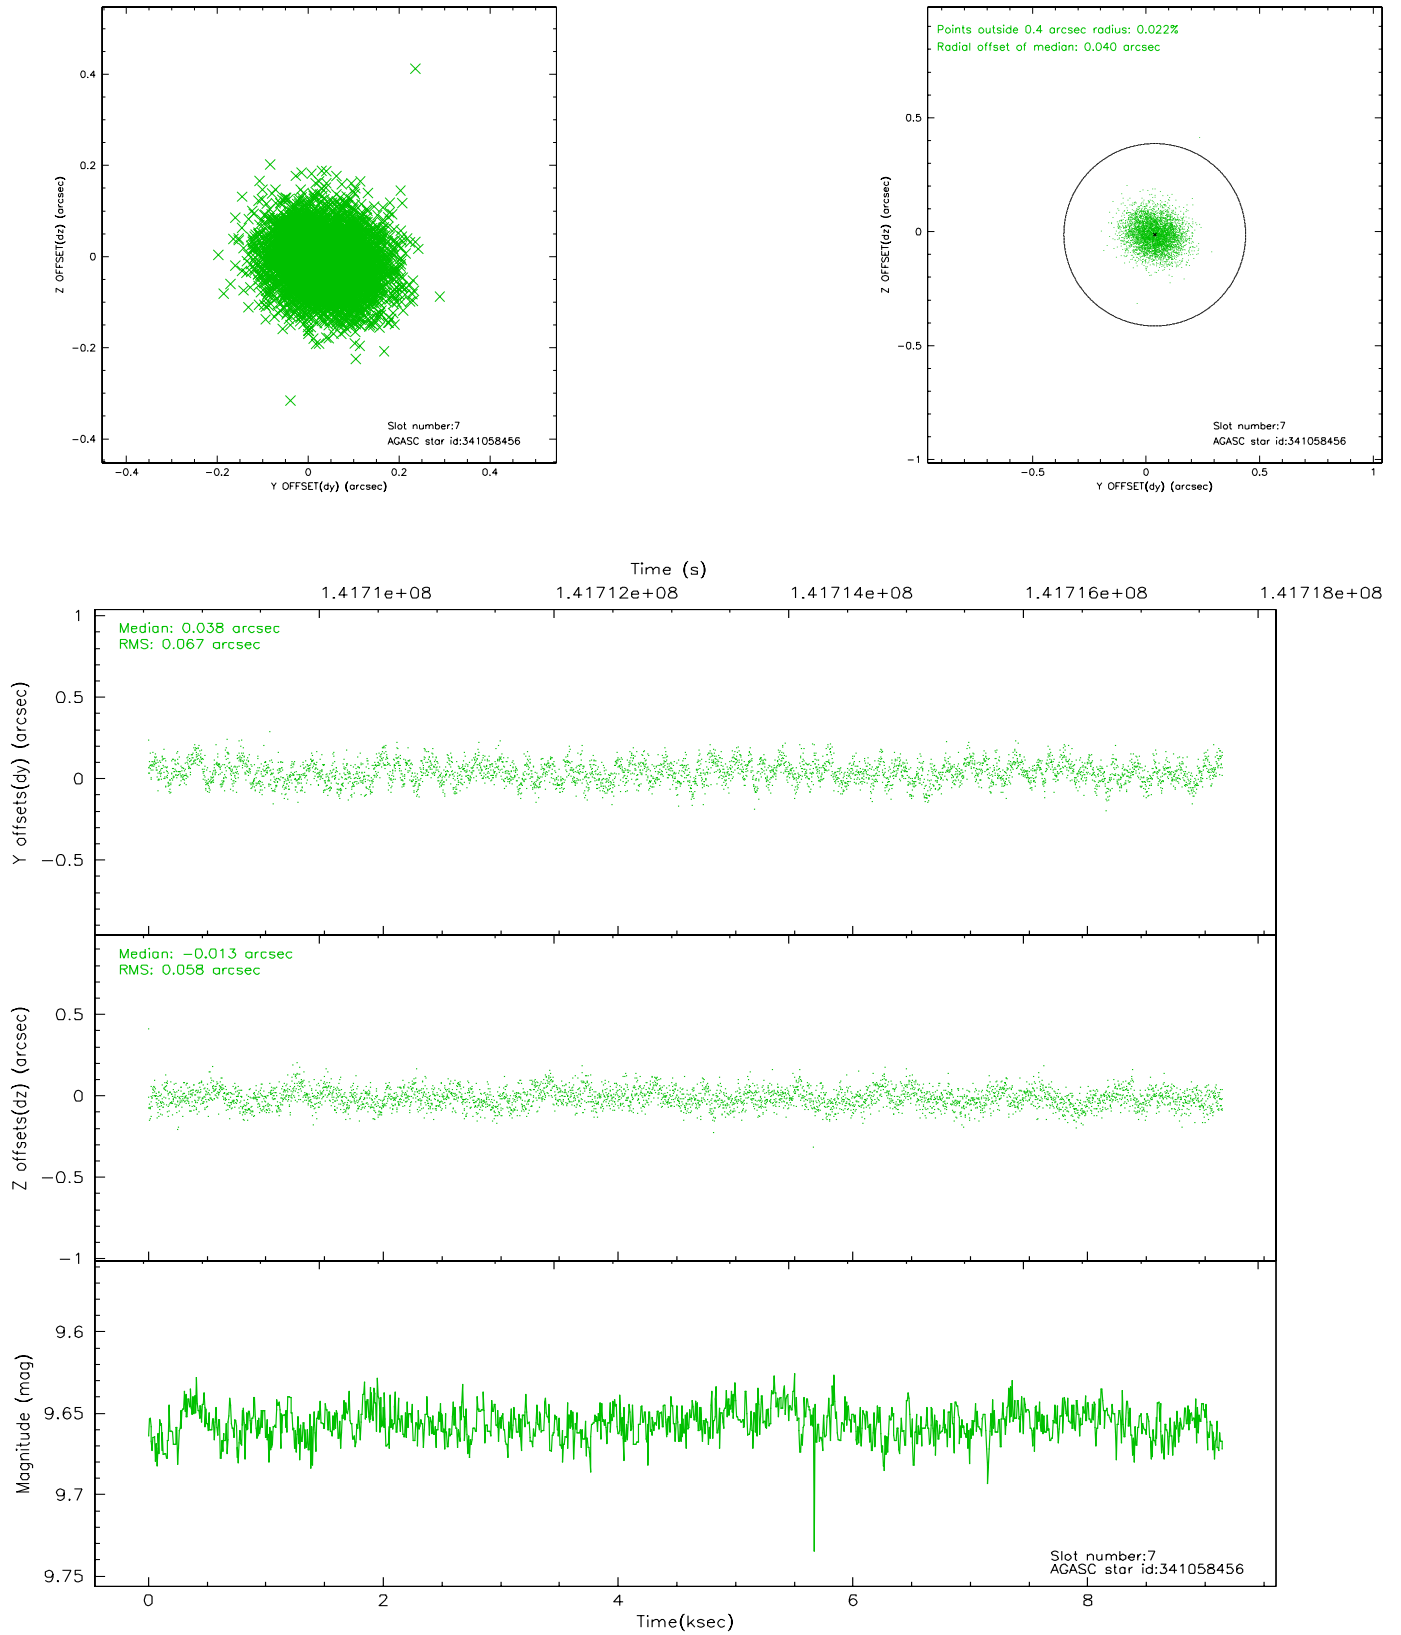 0.4
0.2
0
-0.2
-0.4
Z OFFSET(dz) (arcsec)
Slot number:7
AGASC star id:341058456
-0.4 -0.2 0 0.2 0.4
Y OFFSET(dy) (arcsec)
Points outside 0.4 arcsec radius: 0.022%
Radial offset of median: 0.040 arcsec
0.5
0
-0.5
-1
Z OFFSET(dz) (arcsec)
Slot number:7
AGASC star id:341058456
-0.5 0 0.5 1
Y OFFSET(dy) (arcsec)
Time (s)
1.4171e+08 1.41712e+08 1.41714e+08 1.41716e+08 1.41718e+08
Median: 0.038 arcsec
RMS: 0.067 arcsec
1
0.5
0
-0.5
Y offsets(dy) (arcsec)
Median: -0.013 arcsec
RMS: 0.058 arcsec
0.5
0
-0.5
-1
Z offsets(dz) (arcsec)
9.6
9.65
9.7
9.75
Magnitude (mag)
Slot number:7
AGASC star id:341058456
0 2 4 6 8
Time(ksec)